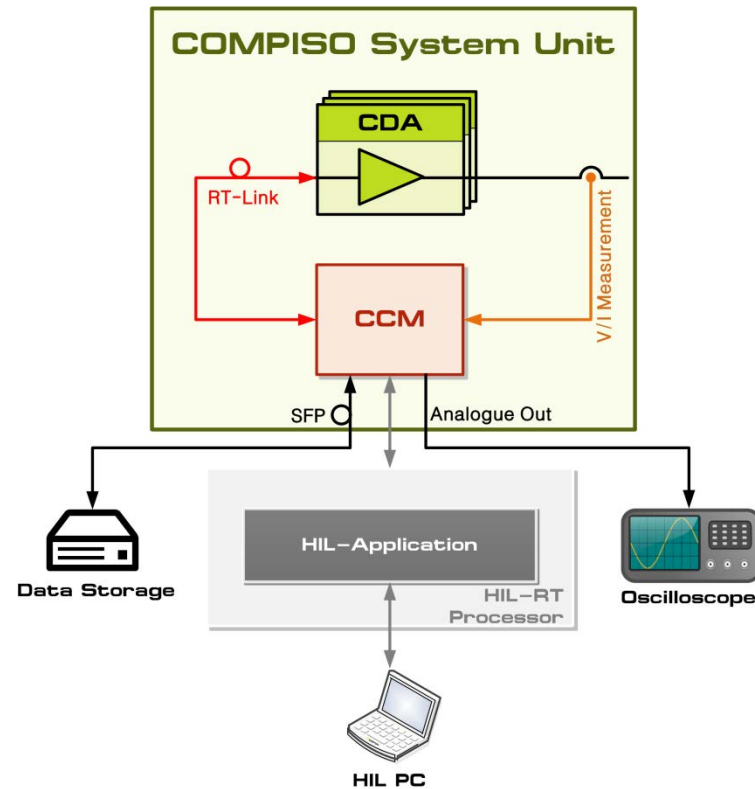 COMPISO System Unit
CDA
RT-Link
V/I Measurement
CCM
SFP
Analogue Out
HIL-Application
HIL-RT
Processor
Data Storage
Oscilloscope
HIL PC